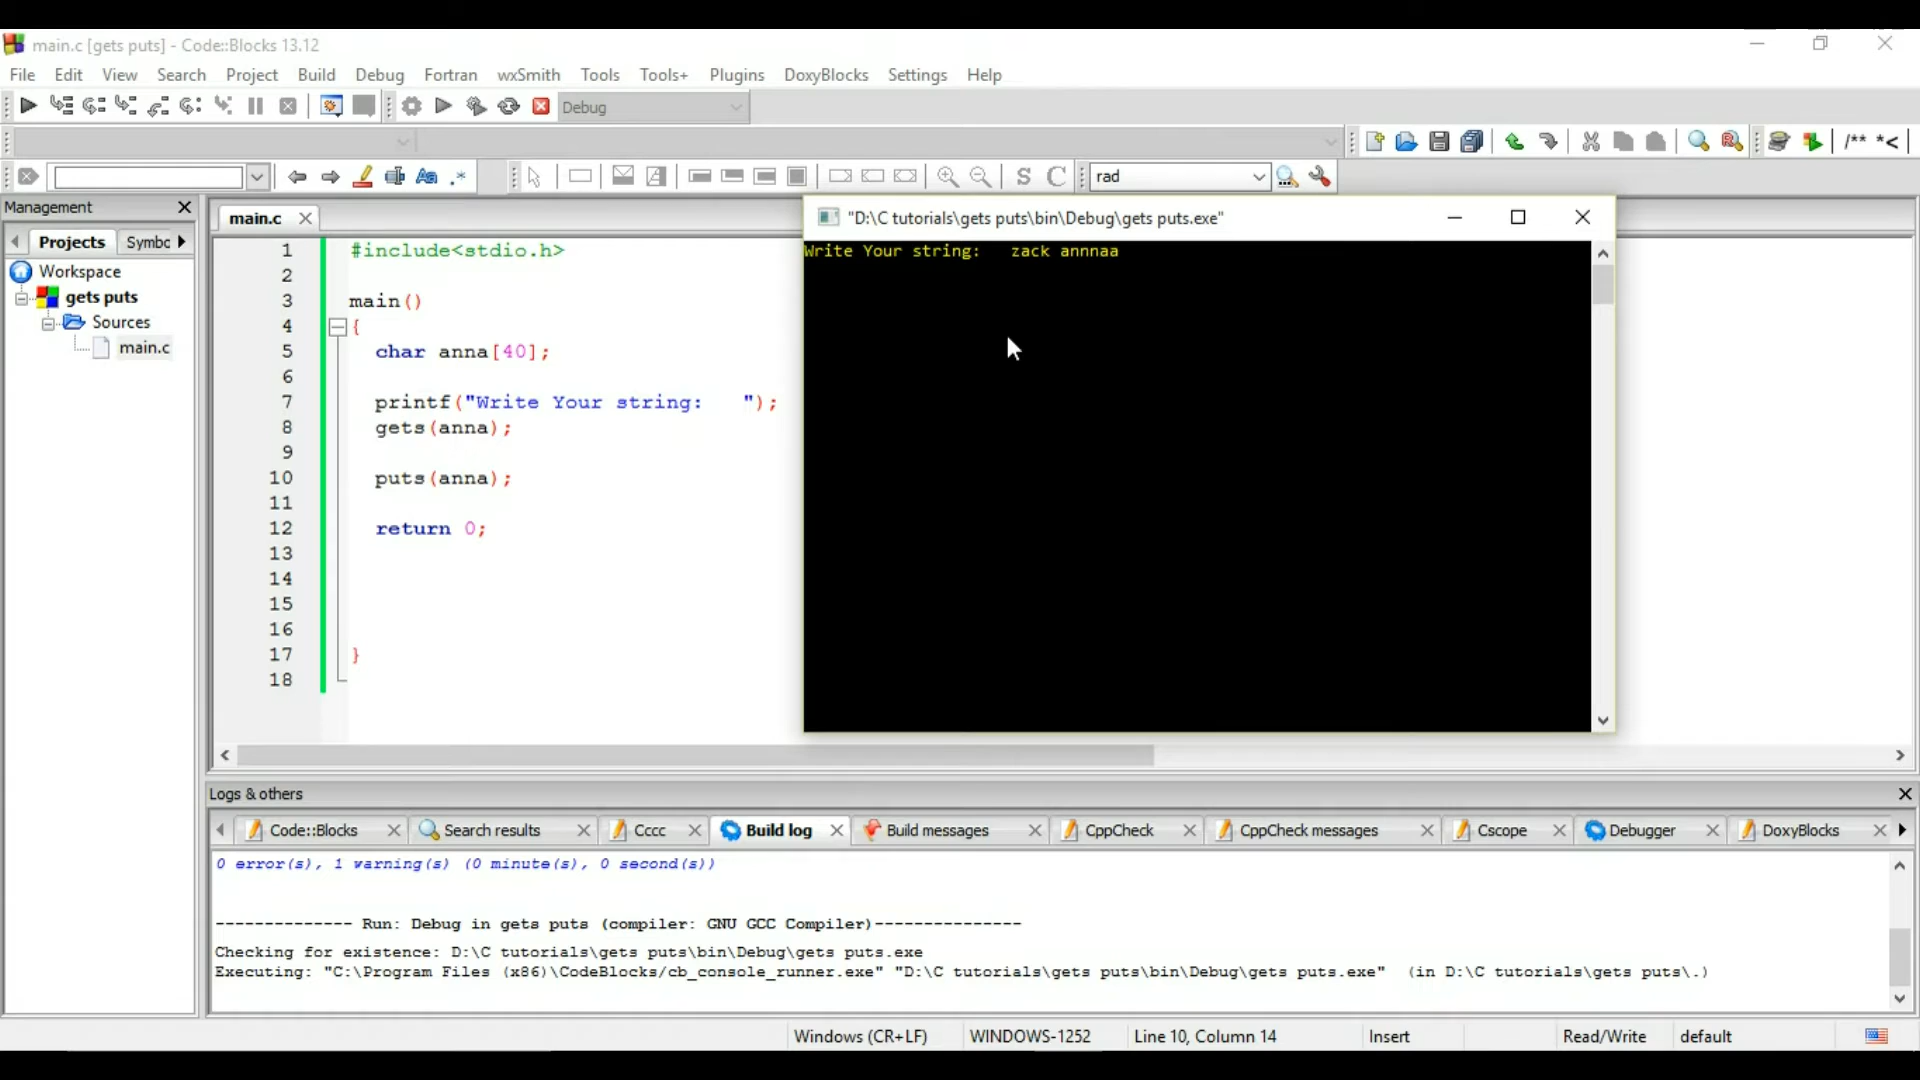 main.c [gets puts] - Code::Blocks 13.12
File Edit View Search Project Build Debug Fortran wxSmith Tools Tools+ Plugins DoxyBlocks Settings Help
Debug
/** *<
rad
Management
Projects Symbc
Workspace
gets puts
Sources
main.c
main.c
1 #include<stdio.h>
2
3 main()
4 {
5 char anna[40];
6
7 printf("Write Your string:   ");
8 gets(anna);
9
10 puts(anna);
11
12 return 0;
13
14
15
16
17 }
18
"D:\C tutorials\gets puts\bin\Debug\gets puts.exe"
Write Your string:   zack annnaa
Logs & others
Code::Blocks Search results Cccc Build log Build messages CppCheck CppCheck messages Cscope Debugger DoxyBlocks
0 error(s), 1 warning(s) (0 minute(s), 0 second(s))
-------------- Run: Debug in gets puts (compiler: GNU GCC Compiler)---------------
Checking for existence: D:\C tutorials\gets puts\bin\Debug\gets puts.exe
Executing: "C:\Program Files (x86)\CodeBlocks/cb_console_runner.exe" "D:\C tutorials\gets puts\bin\Debug\gets puts.exe"  (in D:\C tutorials\gets puts\.)
Windows (CR+LF) WINDOWS-1252 Line 10, Column 14 Insert Read/Write default